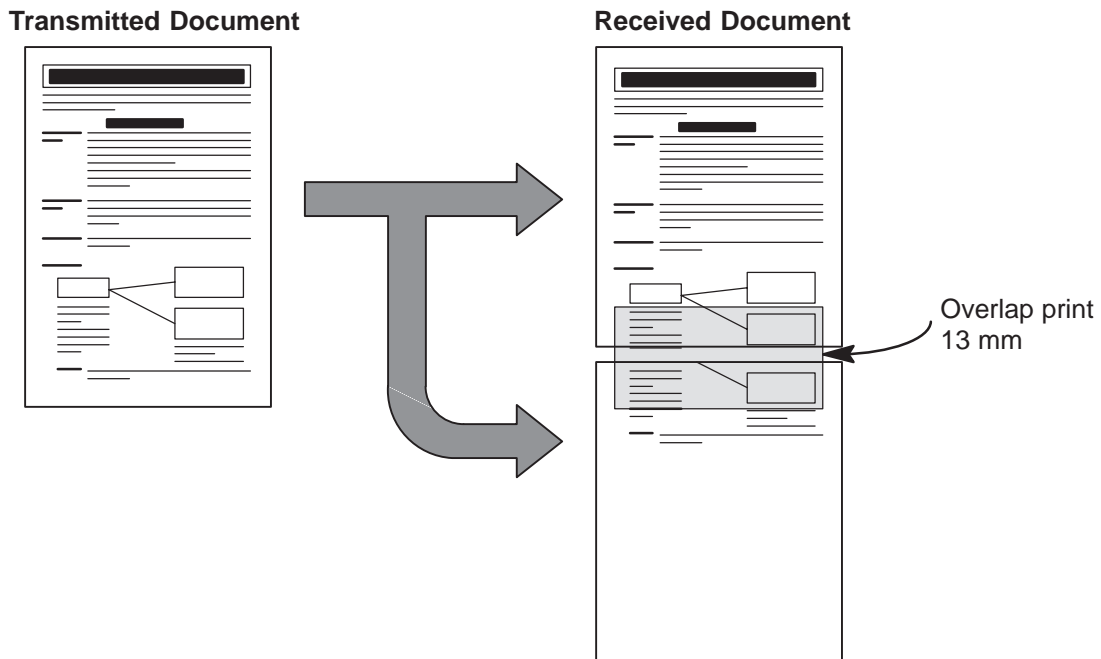 Transmitted Document
Received Document
Overlap print
13 mm